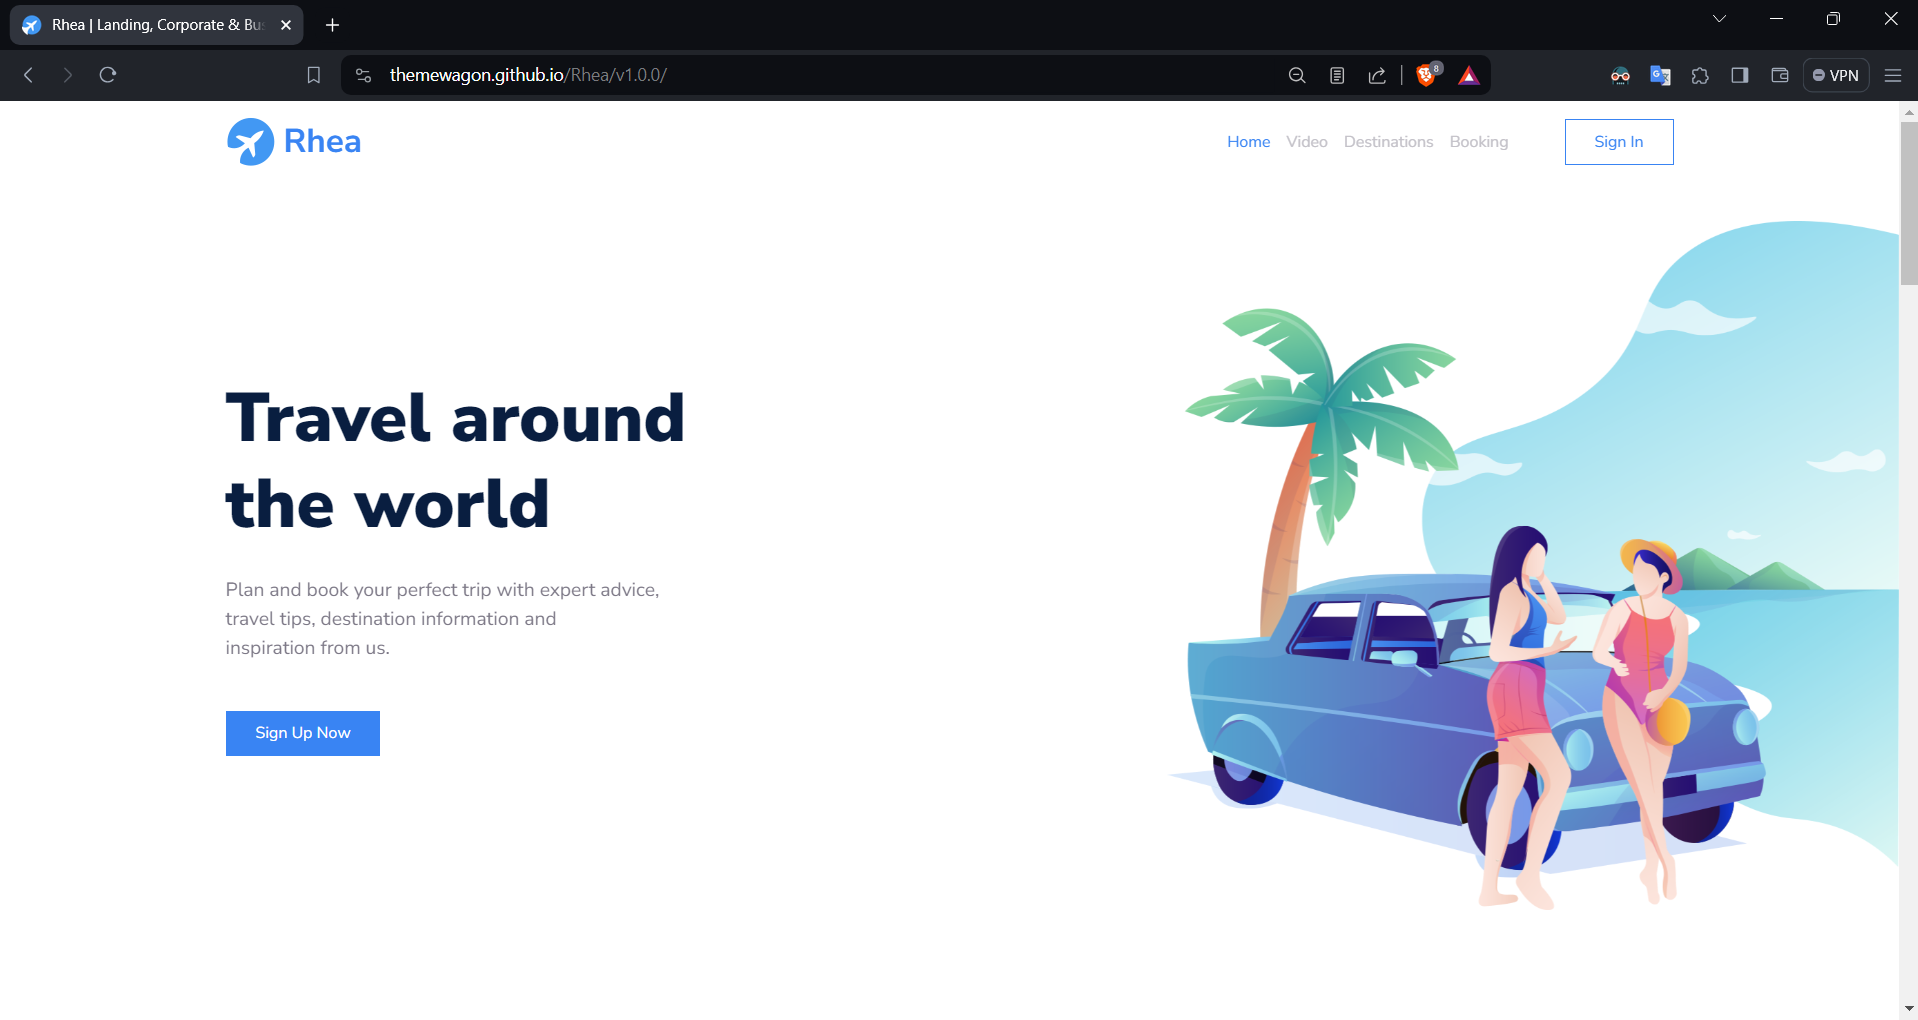 Rhea | Landing, Corporate & Bu
themewagon.github.io/Rhea/v1.0.0/
8
VPN
Rhea
Home Video Destinations Booking Sign In
Travel around
the world
Plan and book your perfect trip with expert advice,
travel tips, destination information and
inspiration from us.
Sign Up Now